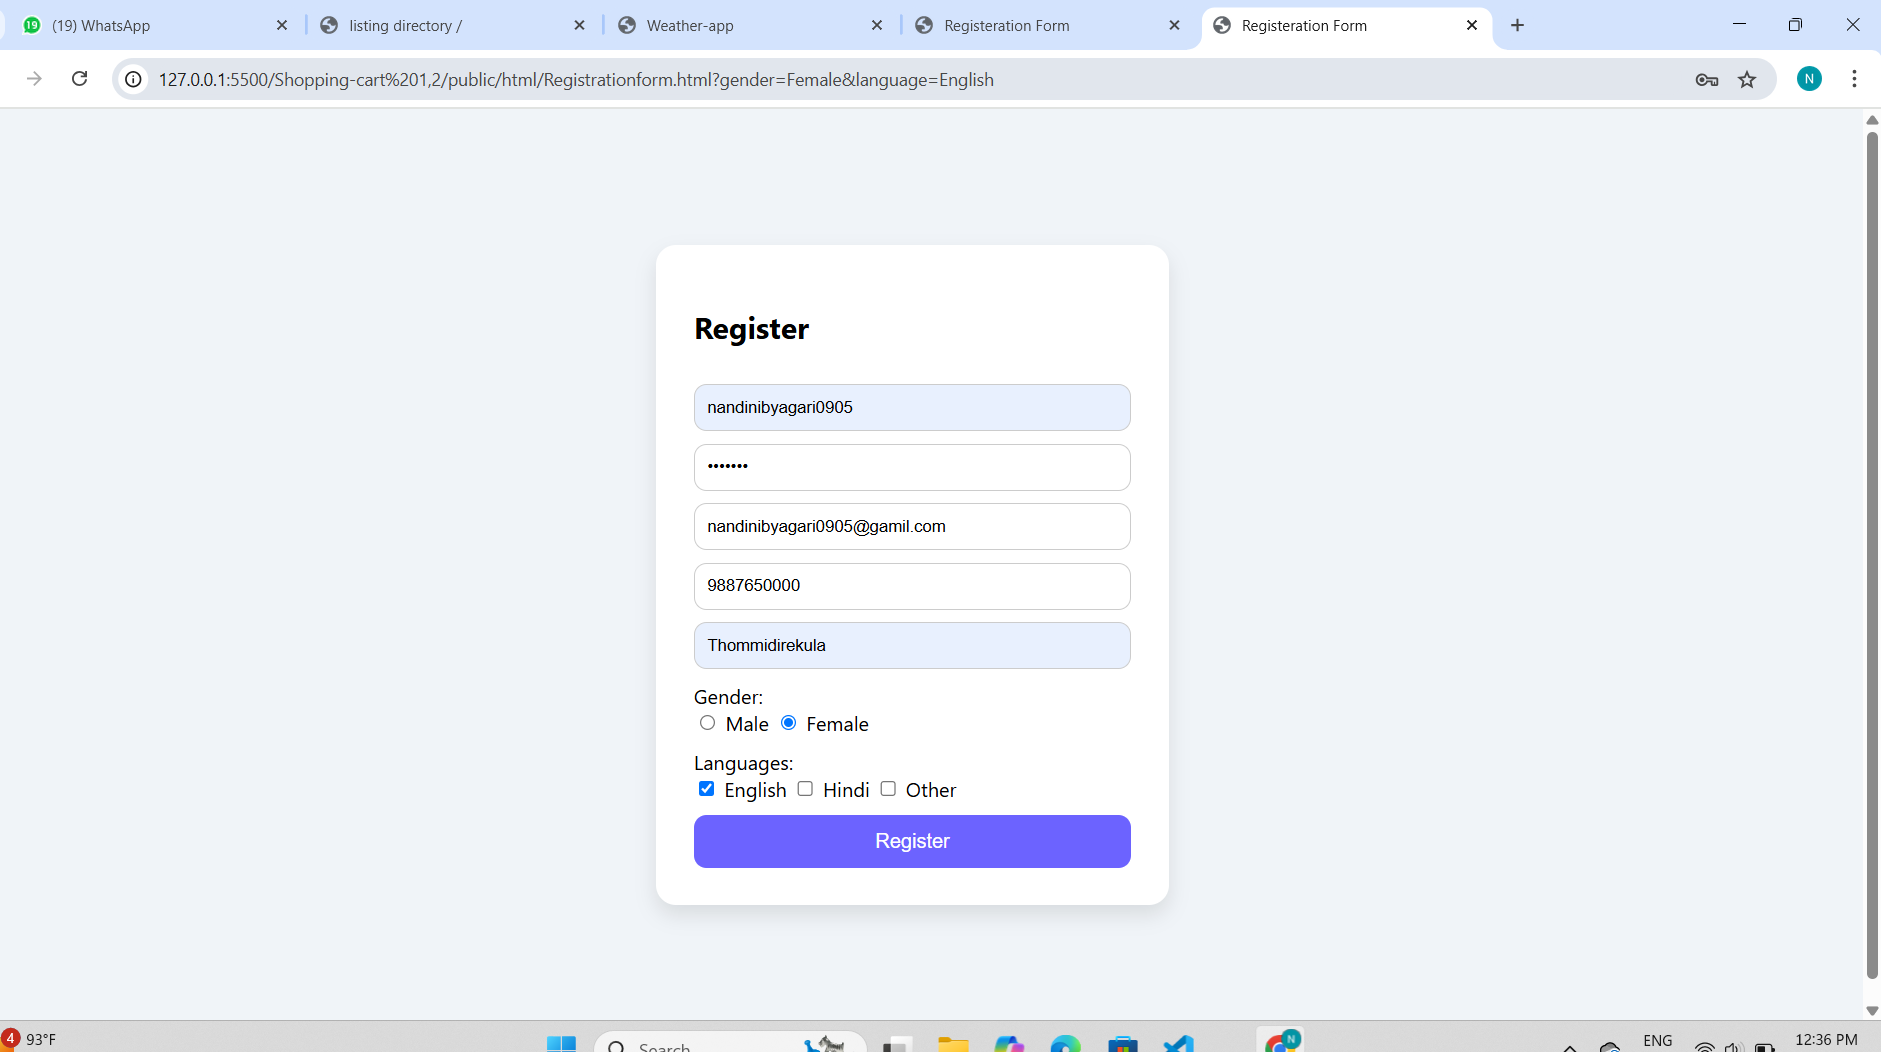 19 (19) WhatsApp
listing directory /
Weather-app
Registeration Form
Registeration Form
127.0.0.1:5500/Shopping-cart%201,2/public/html/Registrationform.html?gender=Female&language=English
N
Register
nandinibyagari0905
•••••••
nandinibyagari0905@gamil.com
9887650000
Thommidirekula
Gender:
Male Female
Languages:
English Hindi Other
Register
4 93°F
Search
N
ENG
12:36 PM